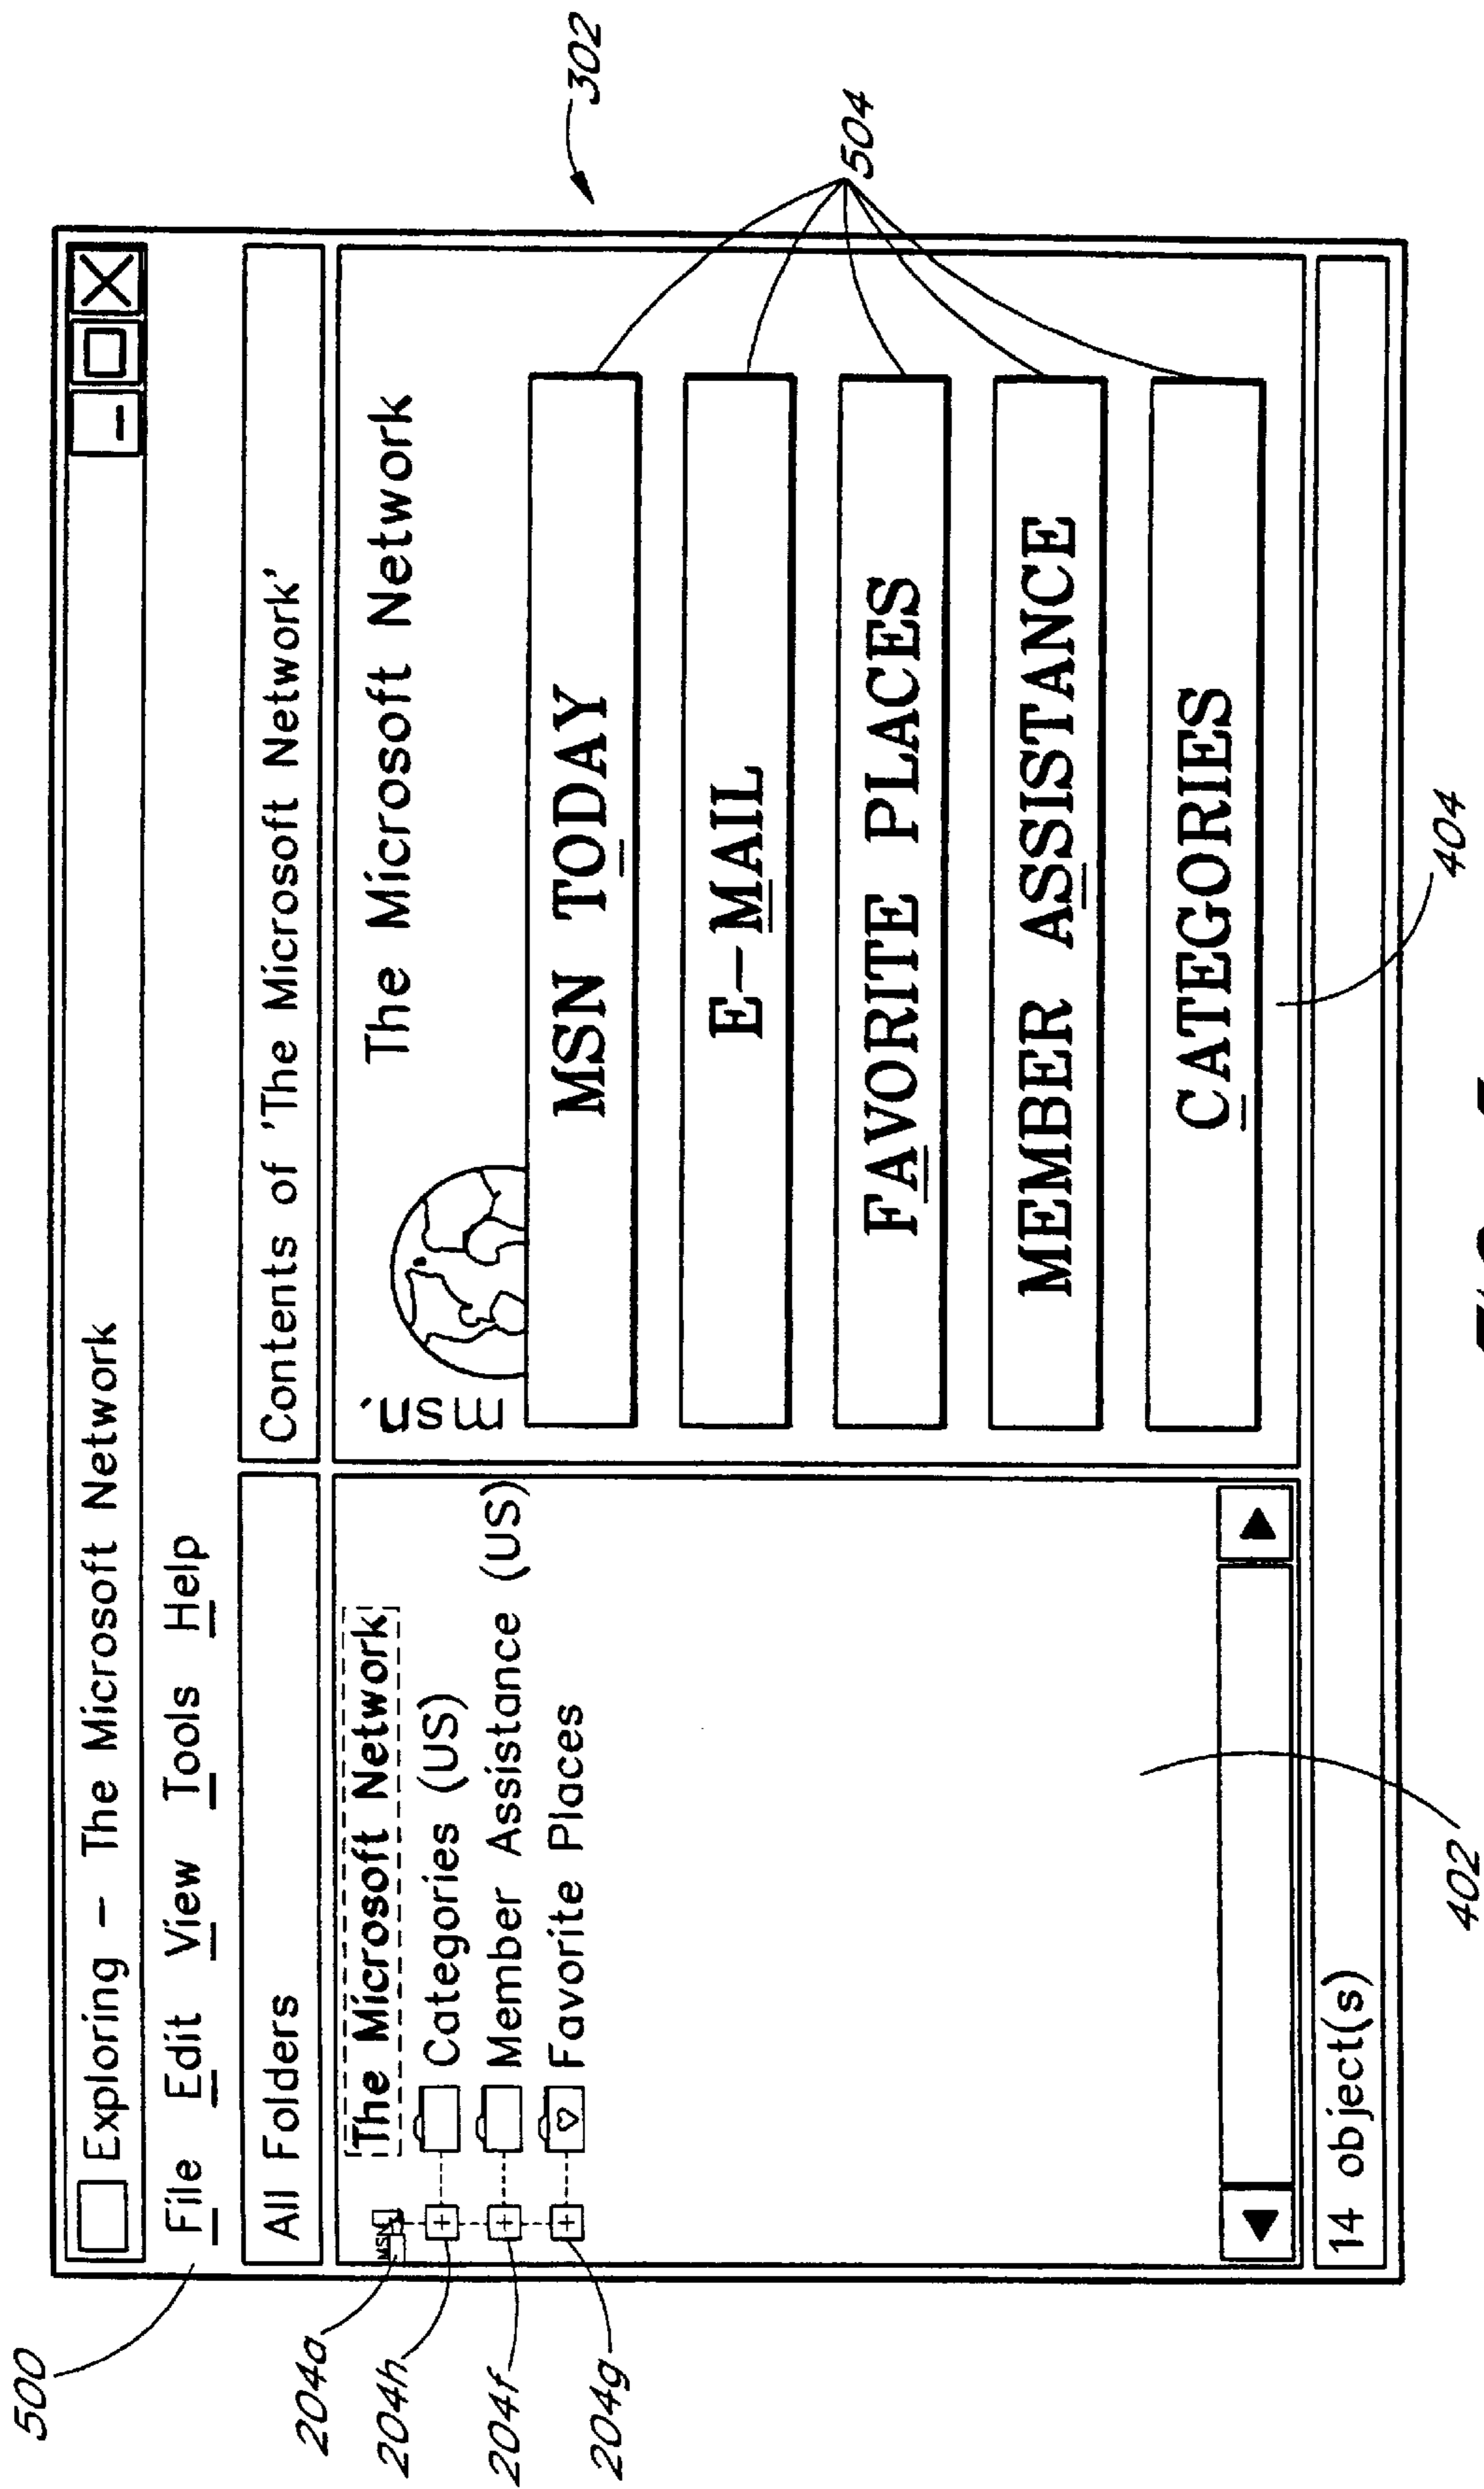 302
Exploring – The Microsoft Network
500
File Edit View Tools Help
All Folders
Contents of 'The Microsoft Network'
204a
MSN
The Microsoft Network
204h
Categories (US)
204f
Member Assistance (US)
204g
Favorite Places
msn.
The Microsoft Network
504
MSN TODAY
E-MAIL
FAVORITE PLACES
MEMBER ASSISTANCE
CATEGORIES
14 object(s)
402
404